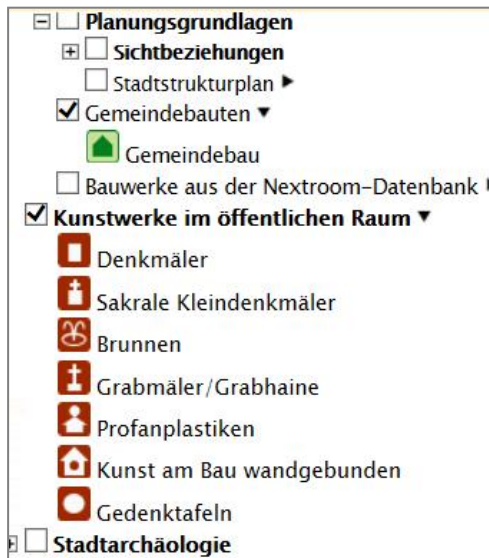 Planungsgrundlagen
Sichtbeziehungen
Stadtstrukturplan
Gemeindebauten
Gemeindebau
Bauwerke aus der Nextroom-Datenbank
Kunstwerke im öffentlichen Raum
Denkmäler
Sakrale Kleindenkmäler
Brunnen
Grabmäler/Grabhaine
Profanplastiken
Kunst am Bau wandgebunden
Gedenktafeln
Stadtarchäologie